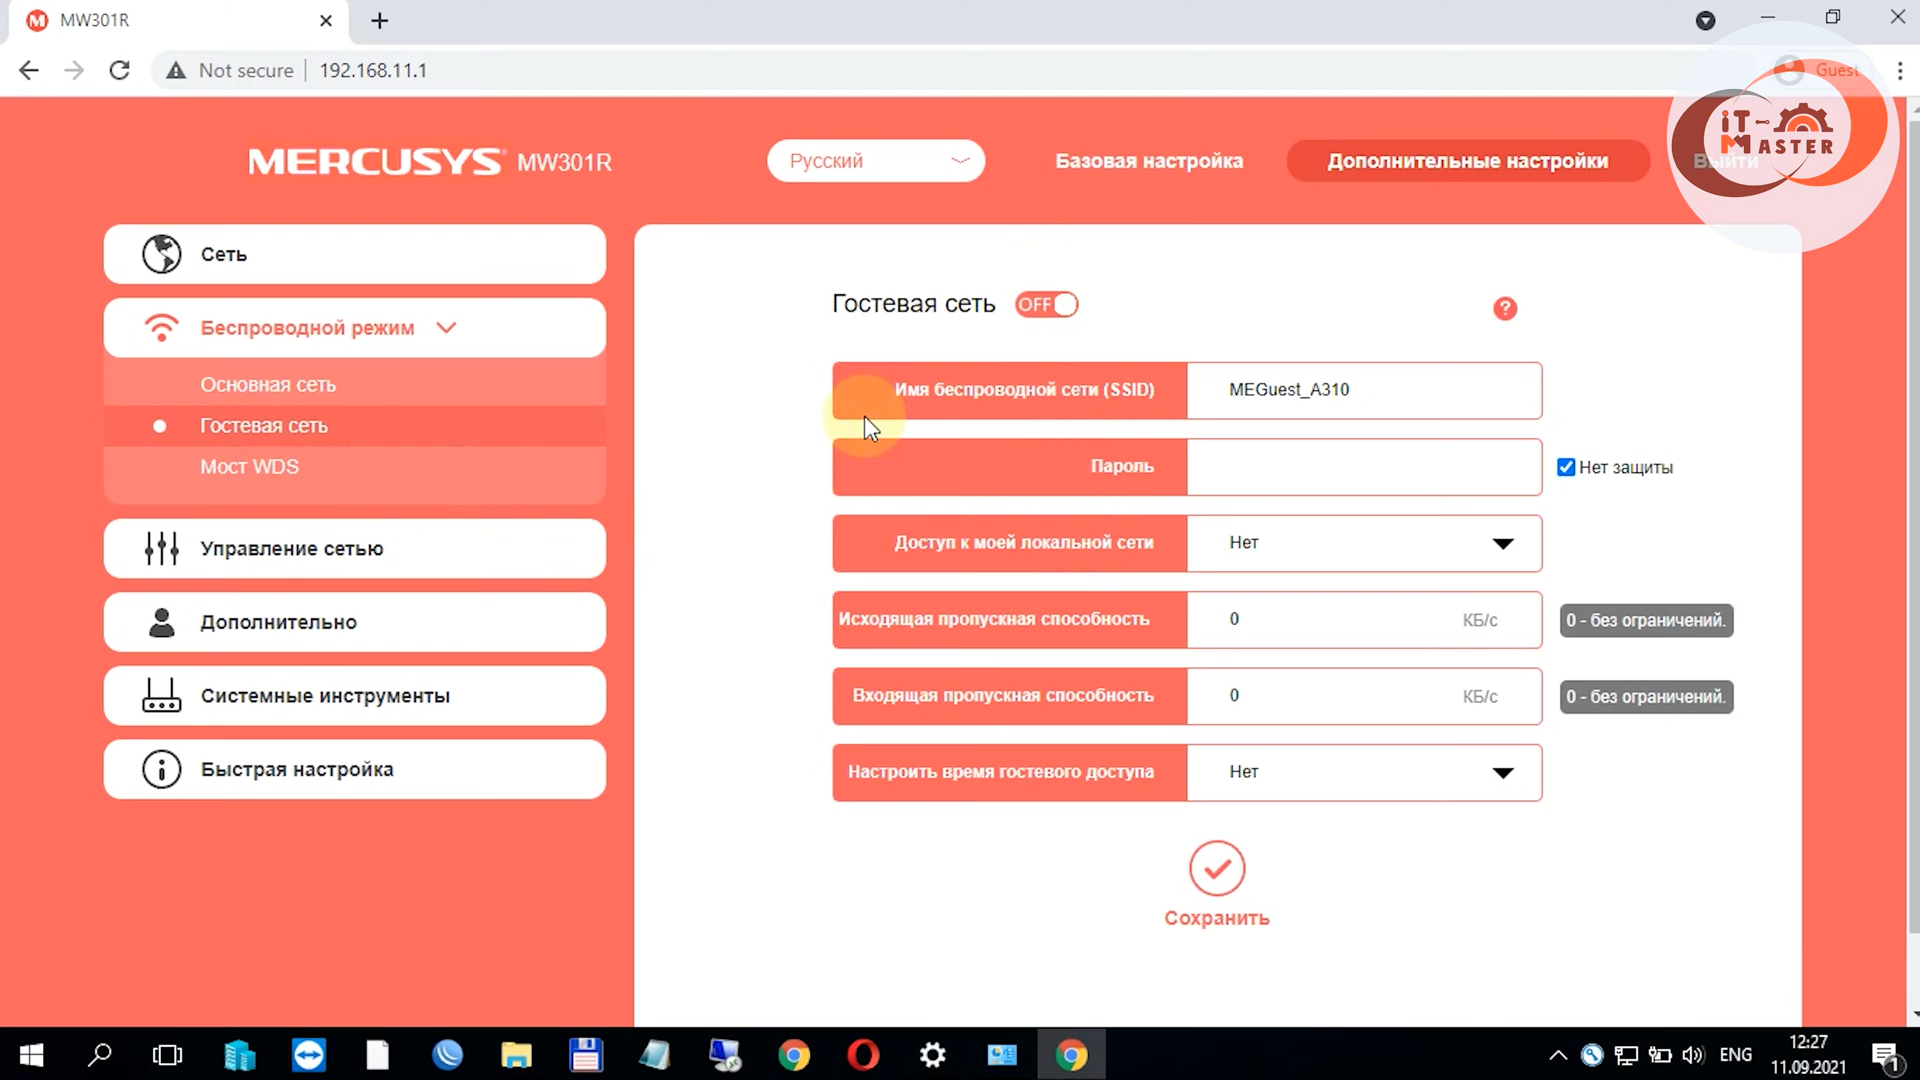 MW301R
Not secure
192.168.11.1
Guest
iT-MASTER
MERCUSYS MW301R
Русский
Базовая настройка
Дополнительные настройки
Выйти
Сеть
Беспроводной режим
Основная сеть
Гостевая сеть
Мост WDS
Управление сетью
Дополнительно
Системные инструменты
Быстрая настройка
Гостевая сеть OFF
?
Имя беспроводной сети (SSID) MEGuest_A310
Пароль
Нет защиты
Доступ к моей локальной сети Нет
Исходящая пропускная способность 0 КБ/с 0 - без ограничений.
Входящая пропускная способность 0 КБ/с 0 - без ограничений.
Настроить время гостевого доступа Нет
Сохранить
ENG
12:27
11.09.2021
1